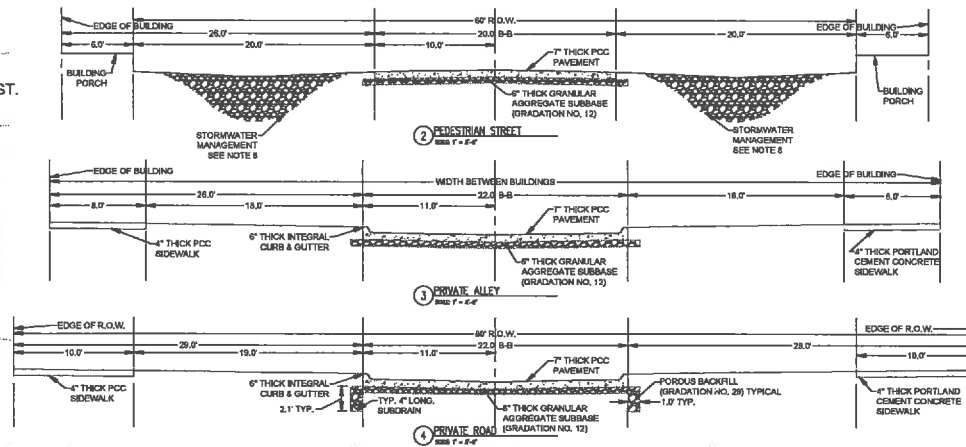 60' R.O.W.
EDGE OF BUILDING
EDGE OF BUILDING
26.0'
20.0' B-B
6.0'
20.0'
10.0'
20.0'
6.0'
ST.
BUILDING
PORCH
7" THICK PCC
PAVEMENT
6" THICK GRANULAR
AGGREGATE SUBBASE
(GRADATION NO. 12)
BUILDING
PORCH
STORMWATER
MANAGEMENT
SEE NOTE 8
2 PEDESTRIAN STREET
STORMWATER
MANAGEMENT
SEE NOTE 8
EDGE OF BUILDING
WIDTH BETWEEN BUILDINGS
EDGE OF BUILDING
26.0'
22.0' B-B
8.0'
18.0'
11.0'
18.0'
8.0'
4" THICK PCC
SIDEWALK
6" THICK INTEGRAL
CURB & GUTTER
7" THICK PCC
PAVEMENT
6" THICK GRANULAR
AGGREGATE SUBBASE
(GRADATION NO. 12)
4" THICK PORTLAND
CEMENT CONCRETE
SIDEWALK
3 PRIVATE ALLEY
EDGE OF R.O.W.
80' R.O.W.
EDGE OF R.O.W.
29.0'
22.0' B-B
10.0'
19.0'
11.0'
10.0'
4" THICK PCC
SIDEWALK
6" THICK INTEGRAL
CURB & GUTTER
2.1' TYP.
TYP. 4" LONG.
SUBDRAIN
7" THICK PCC
PAVEMENT
6" THICK GRANULAR
AGGREGATE SUBBASE
(GRADATION NO. 12)
POROUS BACKFILL
(GRADATION NO. 29) TYPICAL
1.0' TYP.
4" THICK PORTLAND
CEMENT CONCRETE
SIDEWALK
4 PRIVATE ROAD